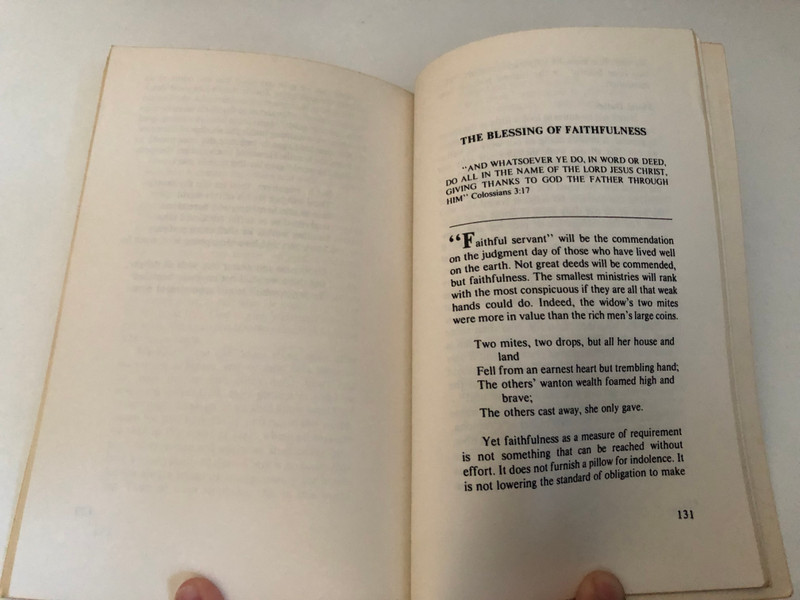 THE BLESSING OF FAITHFULNESS
"AND WHATSOEVER YE DO, IN WORD OR DEED,
DO ALL IN THE NAME OF THE LORD JESUS CHRIST,
GIVING THANKS TO GOD THE FATHER THROUGH
HIM" Colossians 3:17
"Faithful servant" will be the commendation
on the judgment day of those who have lived well
on the earth. Not great deeds will be commended,
but faithfulness. The smallest ministries will rank
with the most conspicuous if they are all that weak
hands could do. Indeed, the widow's two mites
were more in value than the rich men's large coins.
Two mites, two drops, but all her house and
land
Fell from an earnest heart but trembling hand;
The others' wanton wealth foamed high and
brave;
The others cast away, she only gave.
Yet faithfulness as a measure of requirement
is not something that can be reached without
effort. It does not furnish a pillow for indolence. It
is not lowering the standard of obligation to make
131